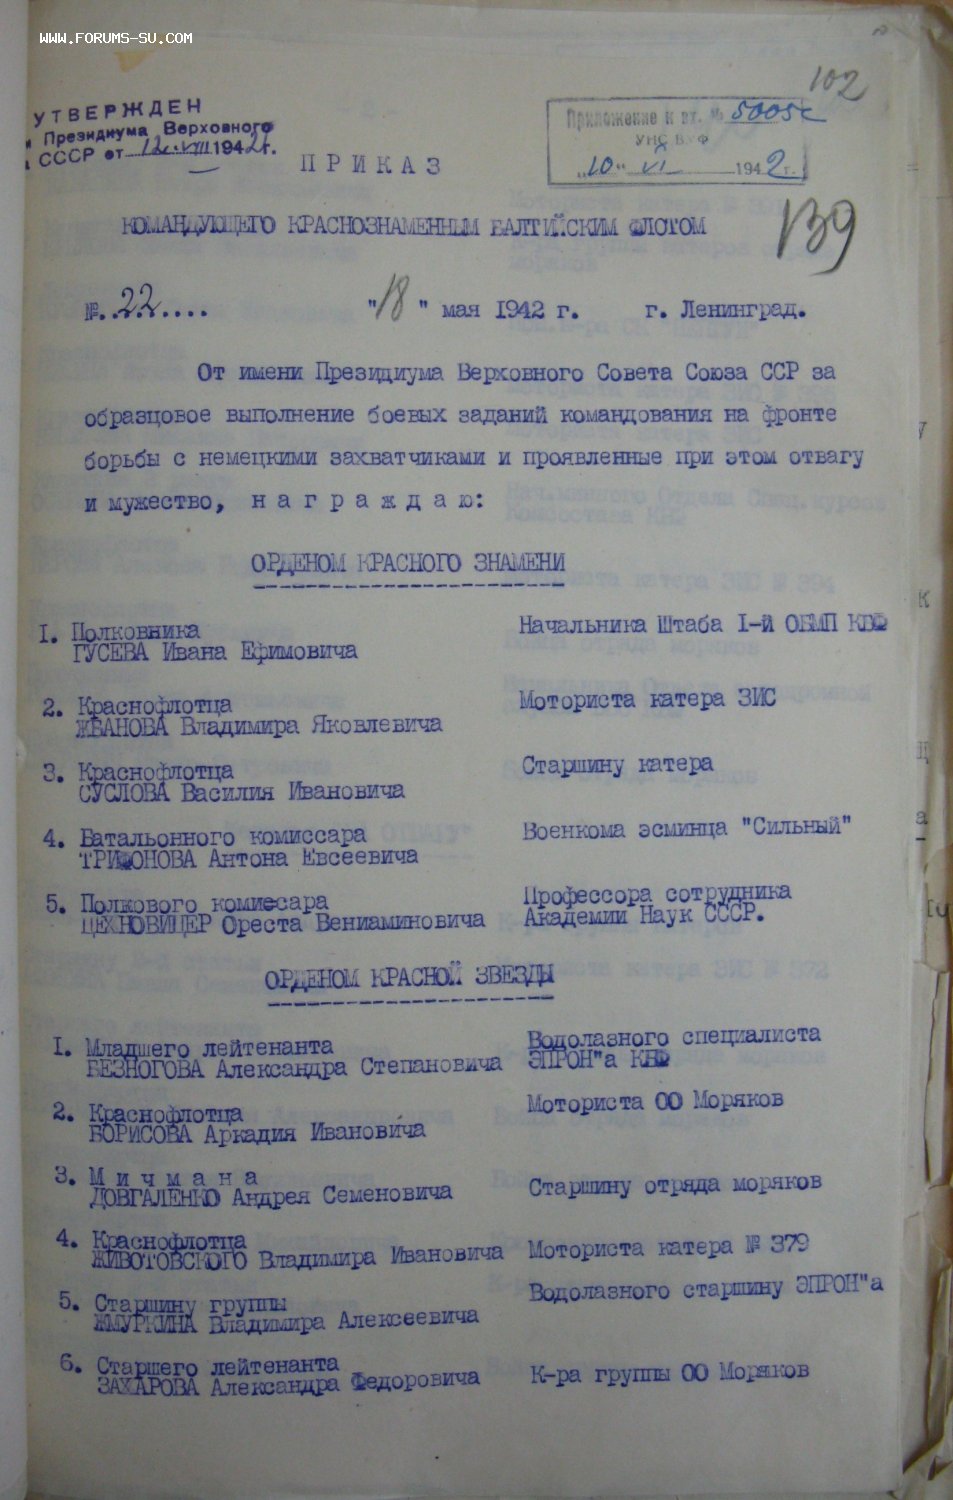 WWW.FORUMS-SU.COM
102
УТВЕРЖДЕН
Президиума Верховного
СССР от 12.VIII 1942г.
Приложение к вх. № 5005с
УНС ВМФ
„10" VI 1942г.
139
ПРИКАЗ
КОМАНДУЮЩЕГО КРАСНОЗНАМЕННЫМ БАЛТИЙСКИМ ФЛОТОМ
№..22.... "18" мая 1942 г. г. Ленинград.
От имени Президиума Верховного Совета Союза ССР за
образцовое выполнение боевых заданий командования на фронте
борьбы с немецкими захватчиками и проявленные при этом отвагу
и мужество, н а г р а ж д а ю:
ОРДЕНОМ КРАСНОГО ЗНАМЕНИ
1. Полковника Начальника Штаба 1-й ОБМП КБФ
ГУСЕВА Ивана Ефимовича
2. Краснофлотца Моториста катера ЗИС
ЖВАНОВА Владимира Яковлевича
3. Краснофлотца Старшину катера
СУСЛОВА Василия Ивановича
4. Батальонного комиссара Военкома эсминца "Сильный"
ТРИФОНОВА Антона Евсеевича
5. Полкового комиссара Профессора сотрудника
ЦЕХНОВИЦЕР Ореста Вениаминовича Академии Наук СССР.
ОРДЕНОМ КРАСНОЙ ЗВЕЗДЫ
1. Младшего лейтенанта Водолазного специалиста
БЕЗНОГОВА Александра Степановича ЭПРОН"а КБФ
2. Краснофлотца Моториста ОО Моряков
БОРИСОВА Аркадия Ивановича
3. М и ч м а н а Старшину отряда моряков
ДОВГАЛЕНКО Андрея Семеновича
4. Краснофлотца Моториста катера № 379
ЖИВОТОВСКОГО Владимира Ивановича
5. Старшину группы Водолазного старшину ЭПРОН"а
ЖМУРКИНА Владимира Алексеевича
6. Старшего лейтенанта К-ра группы ОО Моряков
ЗАХАРОВА Александра Федоровича